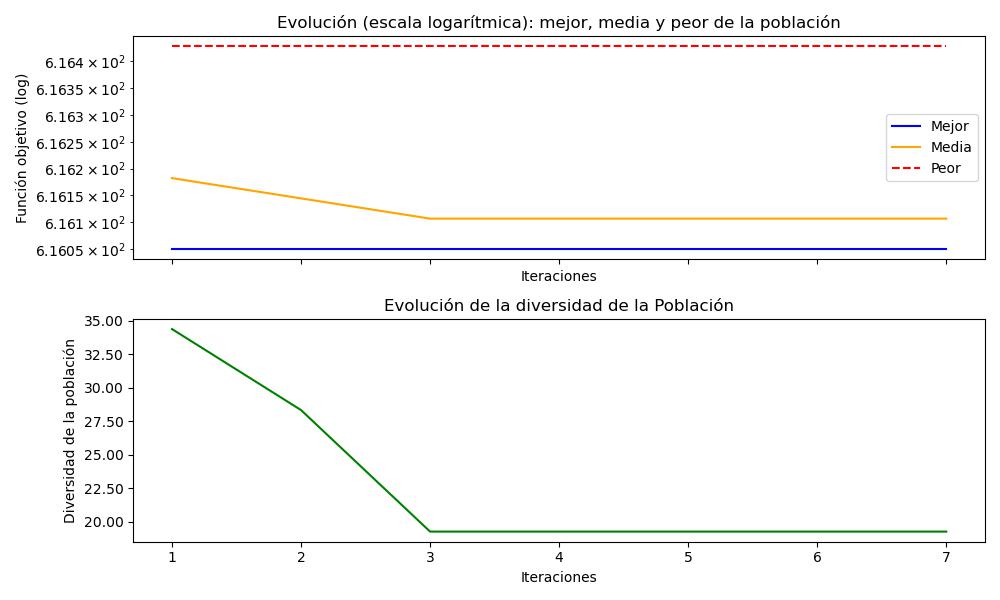 Evolución (escala logarítmica): mejor, media y peor de la población
Función objetivo (log)
6.164 × 10²
6.1635 × 10²
6.163 × 10²
6.1625 × 10²
6.162 × 10²
6.1615 × 10²
6.161 × 10²
6.1605 × 10²
Mejor
Media
Peor
Iteraciones
Evolución de la diversidad de la Población
Diversidad de la población
35.00
32.50
30.00
27.50
25.00
22.50
20.00
1 2 3 4 5 6 7
Iteraciones